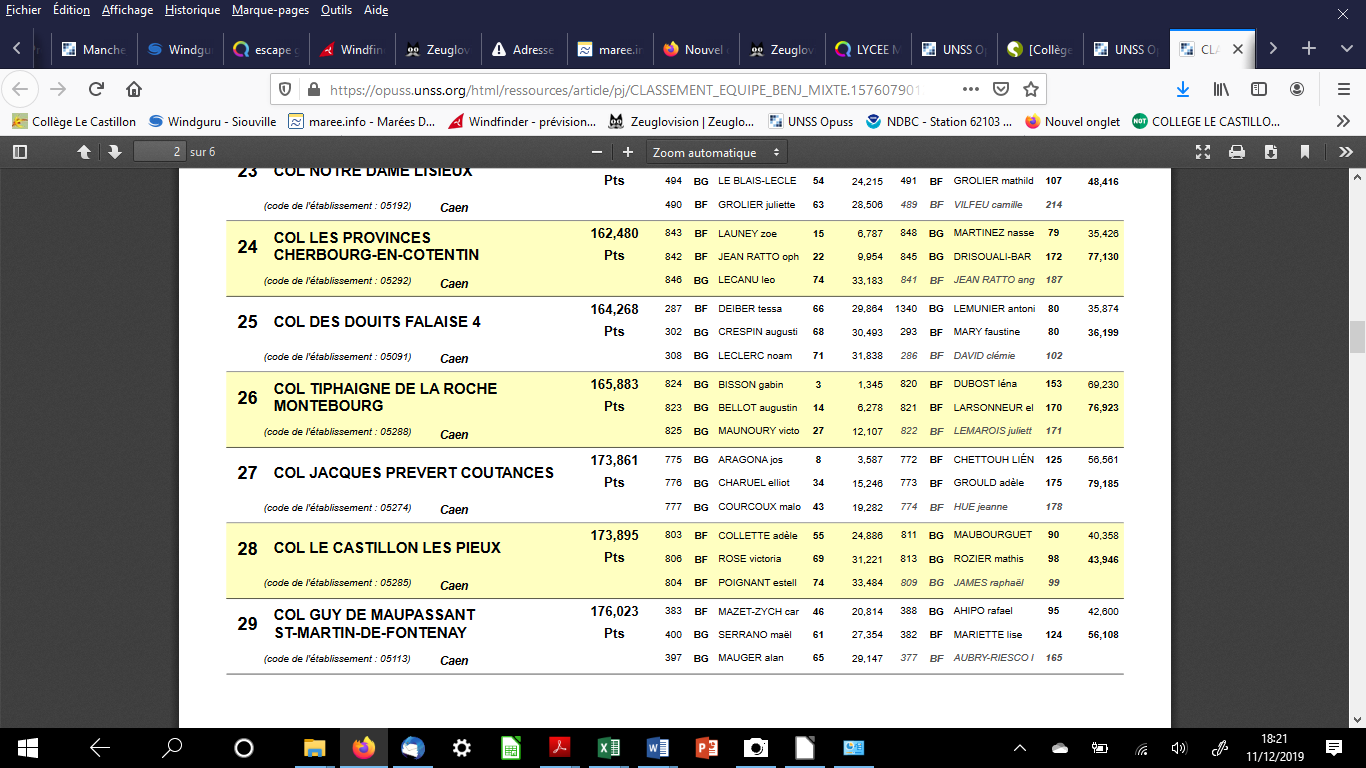 Fichier Édition Affichage Historique Marque-pages Outils Aide
Manche Windgu escape g Windfin Zeuglov Adresse maree.ir Nouvel Zeuglov LYCEE M UNSS Op [Collège UNSS Op CLA
https://opuss.unss.org/html/ressources/article/pj/CLASSEMENT_EQUIPE_BENJ_MIXTE.157607901
Collège Le Castillon Windguru - Siouville maree.info - Marées D... Windfinder - prévision... Zeuglovision | Zeuglo... UNSS Opuss NDBC - Station 62103 ... Nouvel onglet COLLEGE LE CASTILLO...
2 sur 6 Zoom automatique
23 COL NOTRE DAME LISIEUX Pts 494 BG LE BLAIS-LECLE 54 24,215 491 BF GROLIER mathild 107 48,416
(code de l'établissement : 05192) Caen 490 BF GROLIER juliette 63 28,506 489 BF VILFEU camille 214
24 COL LES PROVINCES 162,480 843 BF LAUNEY zoe 15 6,787 848 BG MARTINEZ nasse 79 35,426
CHERBOURG-EN-COTENTIN Pts 842 BF JEAN RATTO oph 22 9,954 845 BG DRISOUALI-BAR 172 77,130
(code de l'établissement : 05292) Caen 846 BG LECANU leo 74 33,183 841 BF JEAN RATTO ang 187
25 COL DES DOUITS FALAISE 4 164,268 287 BF DEIBER tessa 66 29,864 1340 BG LEMUNIER antoni 80 35,874
Pts 302 BG CRESPIN augusti 68 30,493 293 BF MARY faustine 80 36,199
(code de l'établissement : 05091) Caen 308 BG LECLERC noam 71 31,838 286 BF DAVID clémie 102
26 COL TIPHAIGNE DE LA ROCHE 165,883 824 BG BISSON gabin 3 1,345 820 BF DUBOST léna 153 69,230
MONTEBOURG Pts 823 BG BELLOT augustin 14 6,278 821 BF LARSONNEUR el 170 76,923
(code de l'établissement : 05288) Caen 825 BG MAUNOURY victo 27 12,107 822 BF LEMAROIS juliett 171
27 COL JACQUES PREVERT COUTANCES 173,861 775 BG ARAGONA jos 8 3,587 772 BF CHETTOUH LIÉN 125 56,561
Pts 776 BG CHARUEL elliot 34 15,246 773 BF GROULD adèle 175 79,185
(code de l'établissement : 05274) Caen 777 BG COURCOUX malo 43 19,282 774 BF HUE jeanne 178
28 COL LE CASTILLON LES PIEUX 173,895 803 BF COLLETTE adèle 55 24,886 811 BG MAUBOURGUET 90 40,358
Pts 806 BF ROSE victoria 69 31,221 813 BG ROZIER mathis 98 43,946
(code de l'établissement : 05285) Caen 804 BF POIGNANT estell 74 33,484 809 BG JAMES raphaël 99
29 COL GUY DE MAUPASSANT 176,023 383 BF MAZET-ZYCH car 46 20,814 388 BG AHIPO rafael 95 42,600
ST-MARTIN-DE-FONTENAY Pts 400 BG SERRANO maël 61 27,354 382 BF MARIETTE lise 124 56,108
(code de l'établissement : 05113) Caen 397 BG MAUGER alan 65 29,147 377 BF AUBRY-RIESCO l 165
18:21
11/12/2019